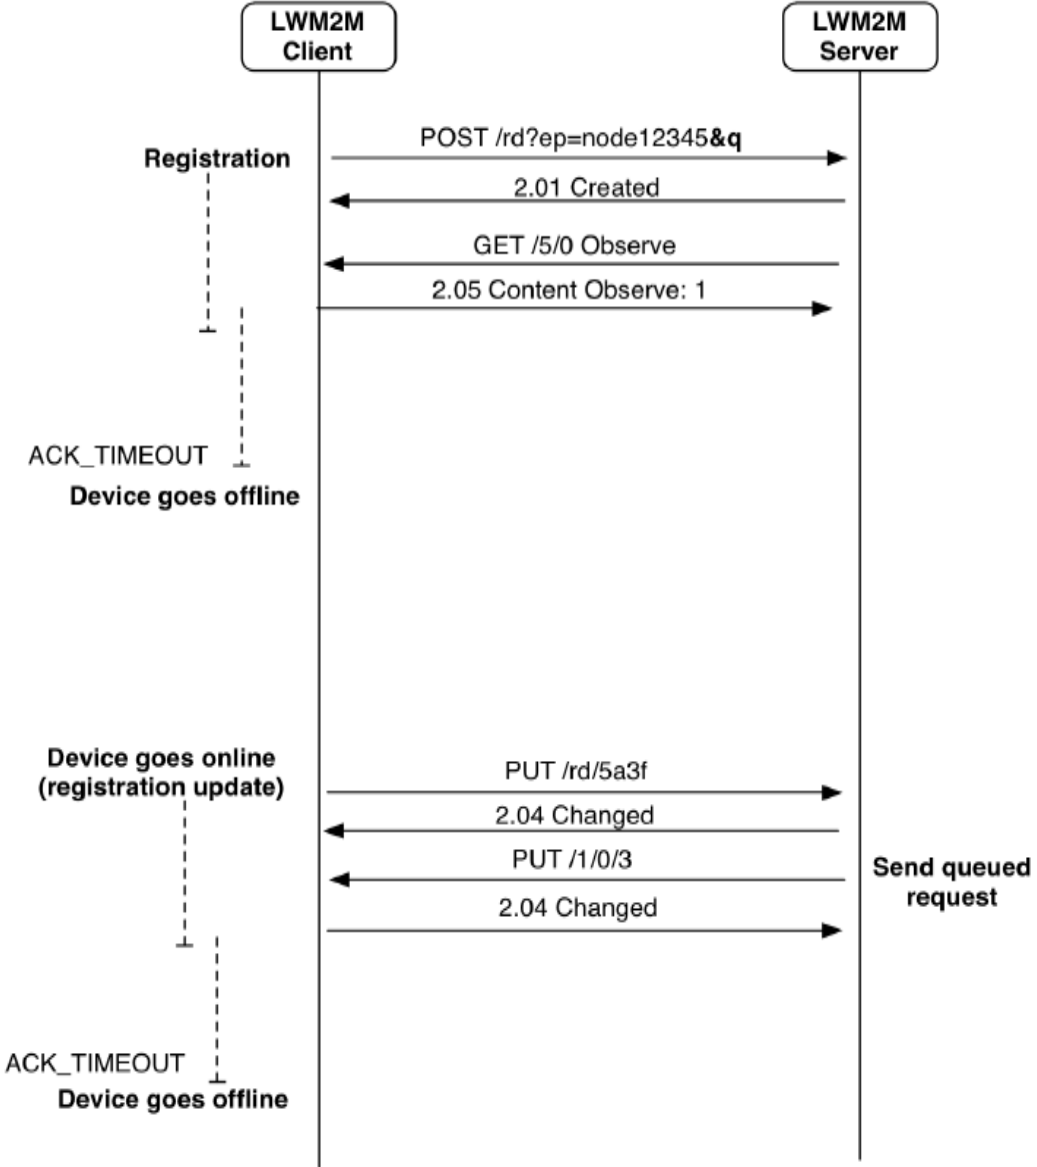 LWM2M
Client
LWM2M
Server
POST /rd?ep=node12345&q
Registration
2.01 Created
GET /5/0 Observe
2.05 Content Observe: 1
ACK_TIMEOUT
Device goes offline
Device goes online
(registration update)
PUT /rd/5a3f
2.04 Changed
PUT /1/0/3
Send queued
request
2.04 Changed
ACK_TIMEOUT
Device goes offline